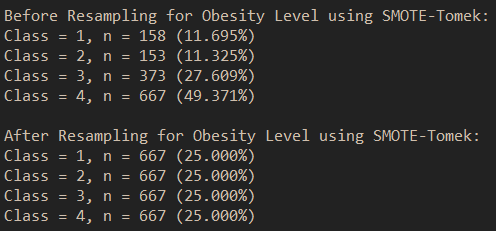 Before Resampling for Obesity Level using SMOTE-Tomek:
Class = 1, n = 158 (11.695%)
Class = 2, n = 153 (11.325%)
Class = 3, n = 373 (27.609%)
Class = 4, n = 667 (49.371%)

After Resampling for Obesity Level using SMOTE-Tomek:
Class = 1, n = 667 (25.000%)
Class = 2, n = 667 (25.000%)
Class = 3, n = 667 (25.000%)
Class = 4, n = 667 (25.000%)